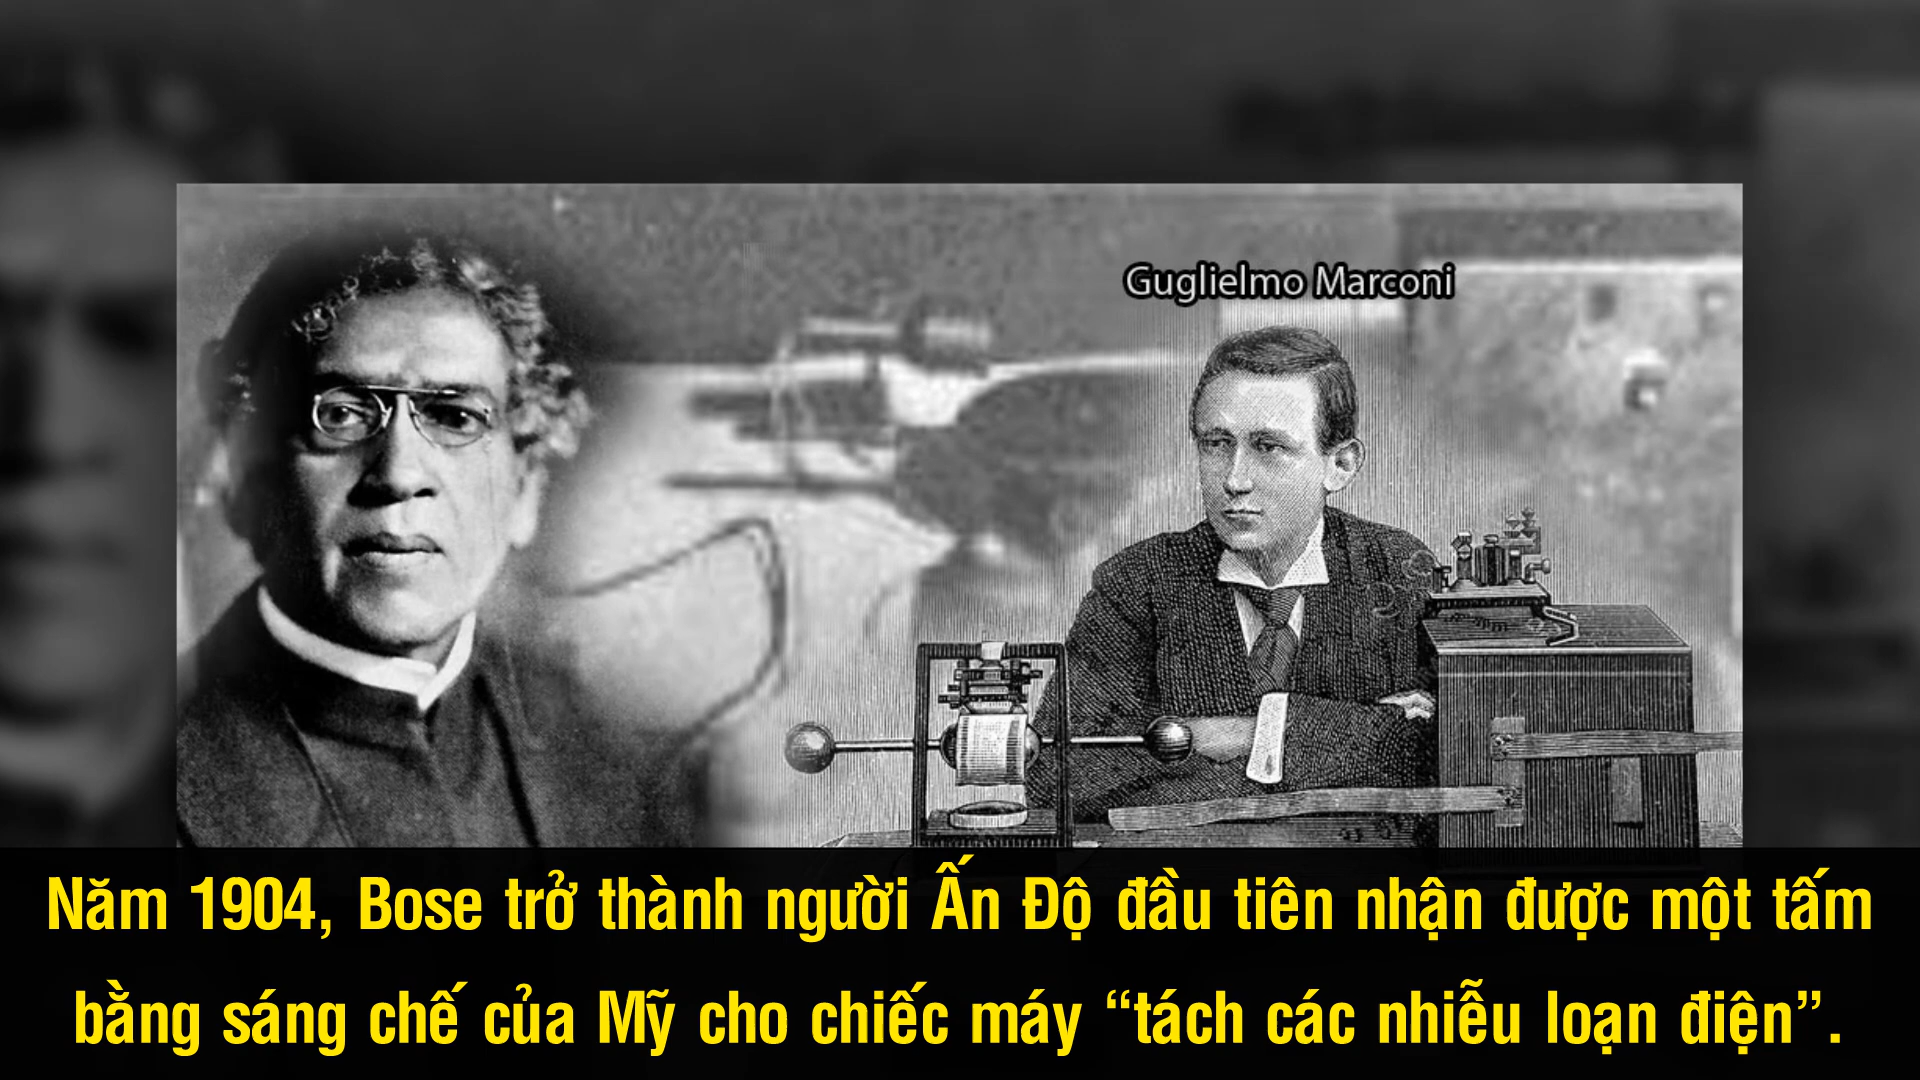 Guglielmo Marconi
Năm 1904, Bose trở thành người Ấn Độ đầu tiên nhận được một tấm
bằng sáng chế của Mỹ cho chiếc máy “tách các nhiễu loạn điện”.